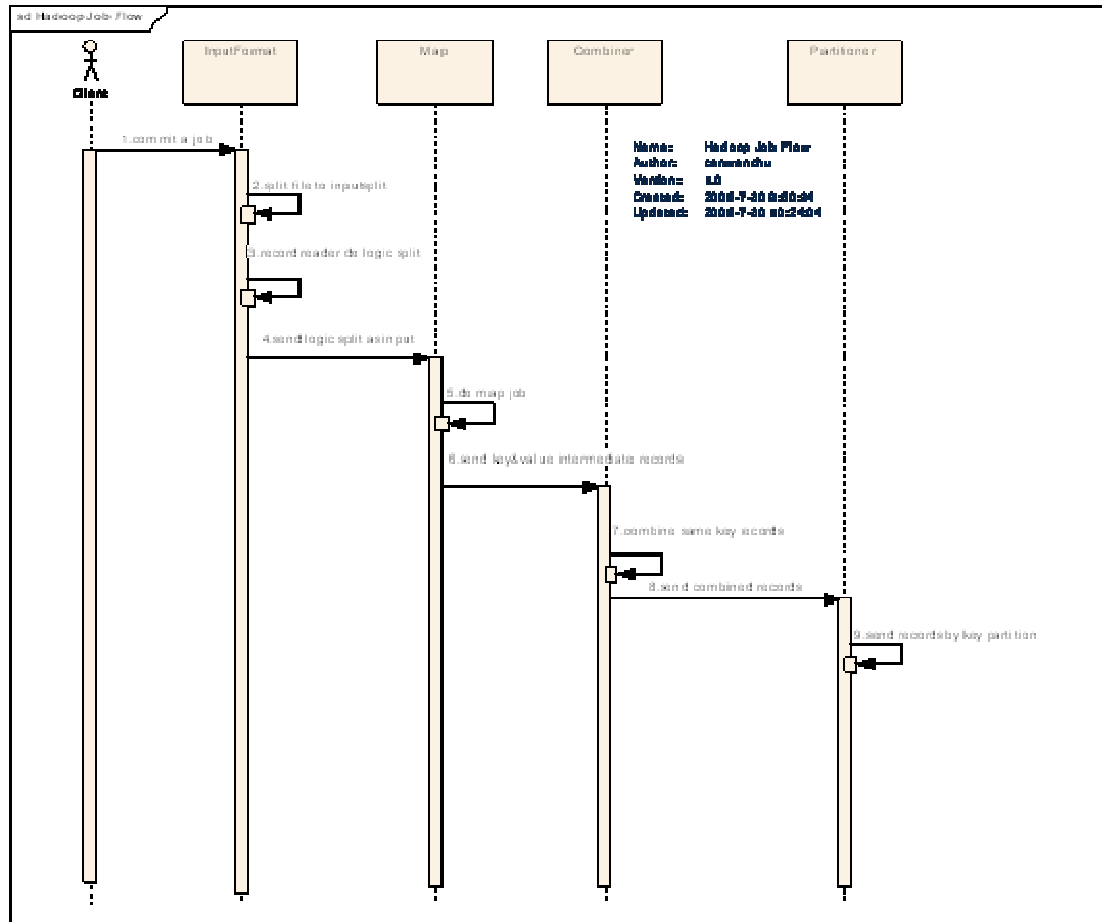 sd Hadoop Job Flow
InputFormat
Map
Combiner
Partitioner
Client
1.commit a job
Name: Hadoop Job Flow
Author:
Version: 1.0
Created:
Updated:
2.split file to inputsplit
3.record reader do logic split
4.send logic split as input
5.do map job
6.send key&value intermediate records
7.combine same key ecords
8.send combined records
9.send records by key partition